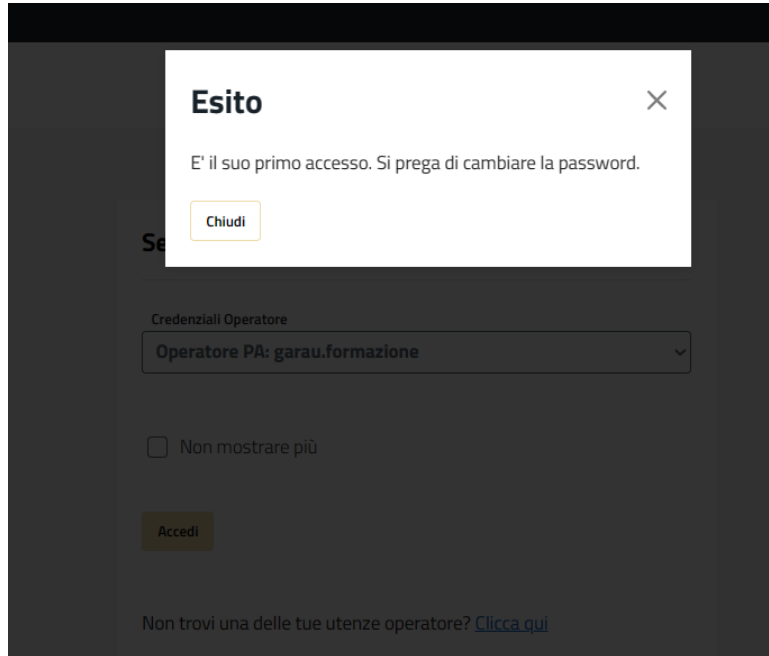 Esito
E' il suo primo accesso. Si prega di cambiare la password.
Chiudi
Se
Credenziali Operatore
Operatore PA: garau.formazione
Non mostrare più
Accedi
Non trovi una delle tue utenze operatore? Clicca qui